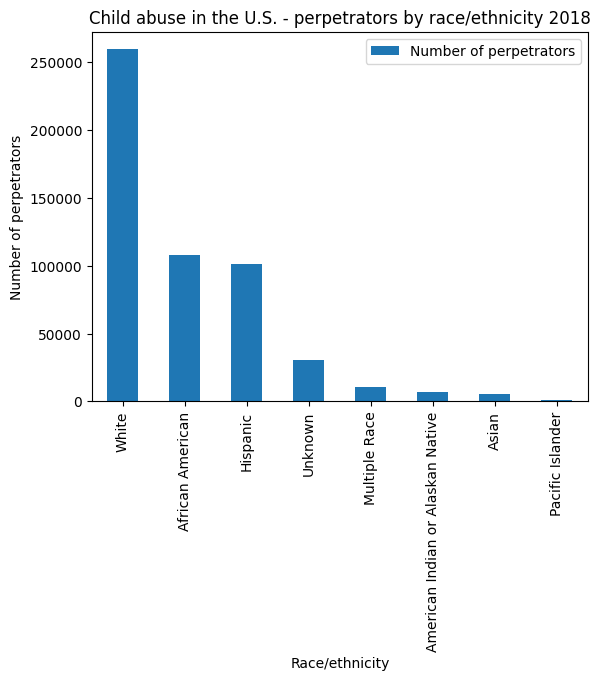 Child abuse in the U.S. - perpetrators by race/ethnicity 2018
Number of perpetrators
Number of perpetrators
250000
200000
150000
100000
50000
0
White
African American
Hispanic
Unknown
Multiple Race
American Indian or Alaskan Native
Asian
Pacific Islander
Race/ethnicity